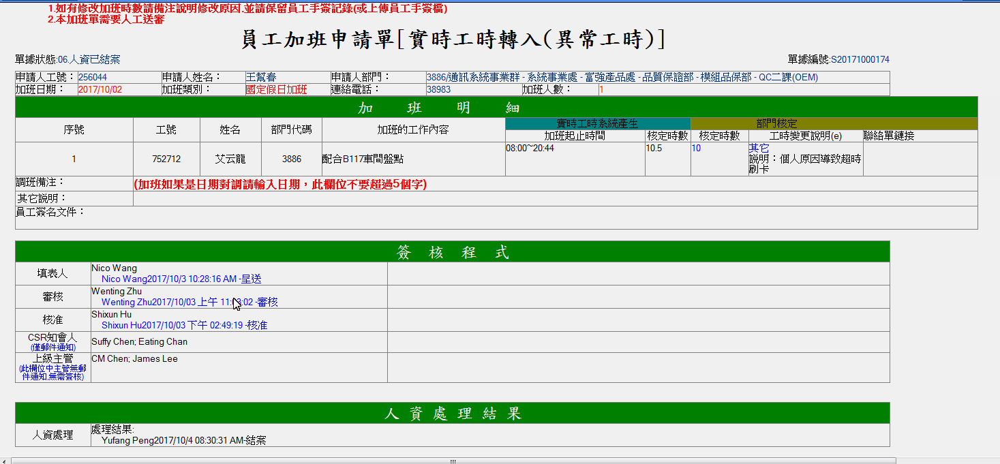 1.如有修改加班時數請備注說明修改原因,並請保留員工手簽記錄(或上傳員工手簽檔)
2.本加班單需要人工送審
員工加班申請單[實時工時轉入(異常工時)]
單據狀態:06.人資已結案 單據編號:S20171000174
申請人工號： 256044 申請人姓名： 王幫春 申請人部門： 3886/通訊系統事業群 - 系統事業處 - 富強產品處 - 品質保證部 - 模組品保部 - QC二課(OEM)
加班日期： 2017/10/02 加班類別： 國定假日加班 連絡電話： 38983 加班人數： 1
加 班 明 細
序號 工號 姓名 部門代碼 加班的工作內容 實時工時系統產生 部門核定
加班起止時間 核定時數 核定時數 工時變更說明(e) 聯絡單鏈接
1 752712 艾云龍 3886 配合B117車間盤點 08:00~20:44 10.5 10 其它
說明：個人原因導致超時
刷卡
調班備注： (加班如果是日期對調請輸入日期，此欄位不要超過5個字)
其它說明：
員工簽名文件：
簽 核 程 式
填表人 Nico Wang
Nico Wang2017/10/3 10:28:16 AM -呈送
審核 Wenting Zhu
Wenting Zhu2017/10/03 上午 11: :02 -審核
核准 Shixun Hu
Shixun Hu2017/10/03 下午 02:49:19 -核准
CSR知會人
(僅郵件通知) Suffy Chen; Eating Chan
上級主管 CM Chen; James Lee
(此欄位中主管無郵
件通知,無需簽核)
人 資 處 理 結 果
人資處理 處理結果:
Yufang Peng2017/10/4 08:30:31 AM-結案